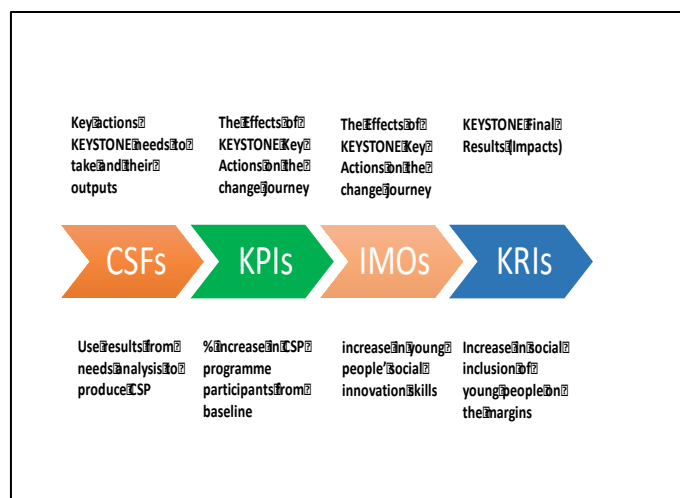 Key actions
KEYSTONE needs to
take and their
outputs
The Effects of
KEYSTONE Key
Actions on the
change journey
The Effects of
KEYSTONE Key
Actions on the
change journey
KEYSTONE Final
Results (Impacts)
CSFs
KPIs
IMOs
KRIs
Use results from
needs analysis to
produce CSP
% increase in CSP
programme
participants from
baseline
increase in young
people' social
innovation skills
Increase in social
inclusion of
young people on
the margins